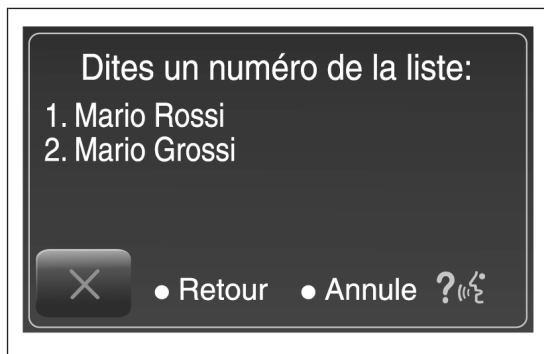 Dites un numéro de la liste:
1. Mario Rossi
2. Mario Grossi
● Retour ● Annule ?